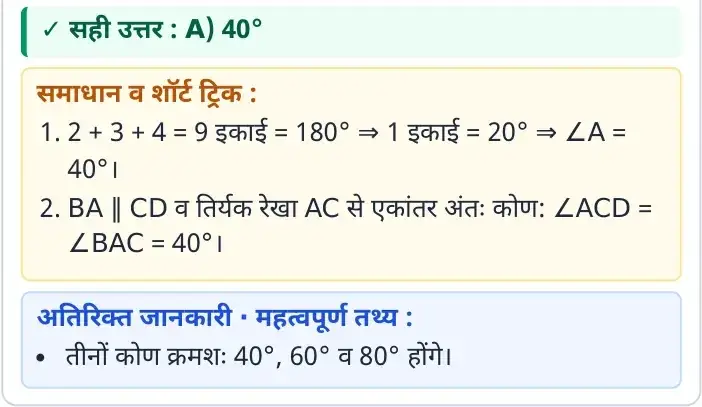 ✓ सही उत्तर : A) 40°
समाधान व शॉर्ट ट्रिक :
1. 2 + 3 + 4 = 9 इकाई = 180° ⇒ 1 इकाई = 20° ⇒ ∠A =
40°।
2. BA ∥ CD व तिर्यक रेखा AC से एकांतर अंतः कोण: ∠ACD =
∠BAC = 40°।
अतिरिक्त जानकारी · महत्वपूर्ण तथ्य :
• तीनों कोण क्रमशः 40°, 60° व 80° होंगे।